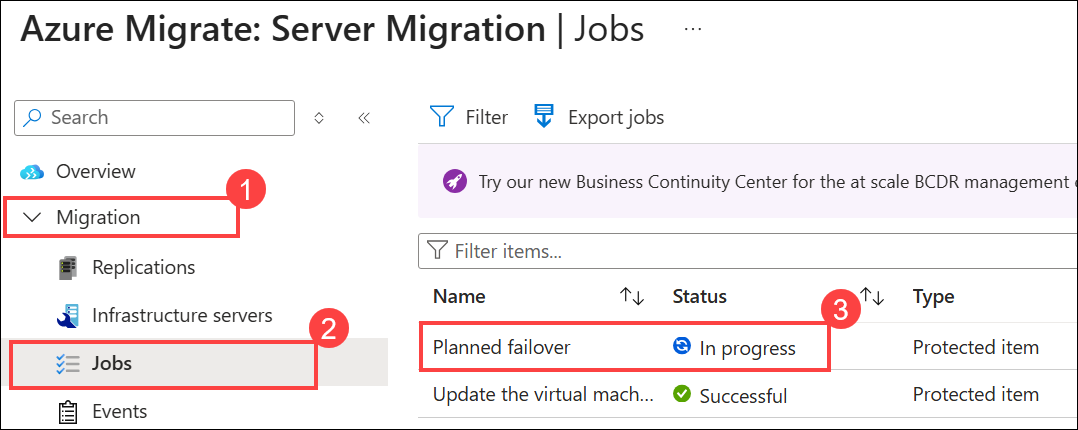 Azure Migrate: Server Migration | Jobs ...
Search
Overview
1
Migration
Replications
Infrastructure servers
2
Jobs
Events
Filter Export jobs
Try our new Business Continuity Center for the at scale BCDR management
Filter items...
Name Status Type
3
Planned failover In progress Protected item
Update the virtual mach... Successful Protected item